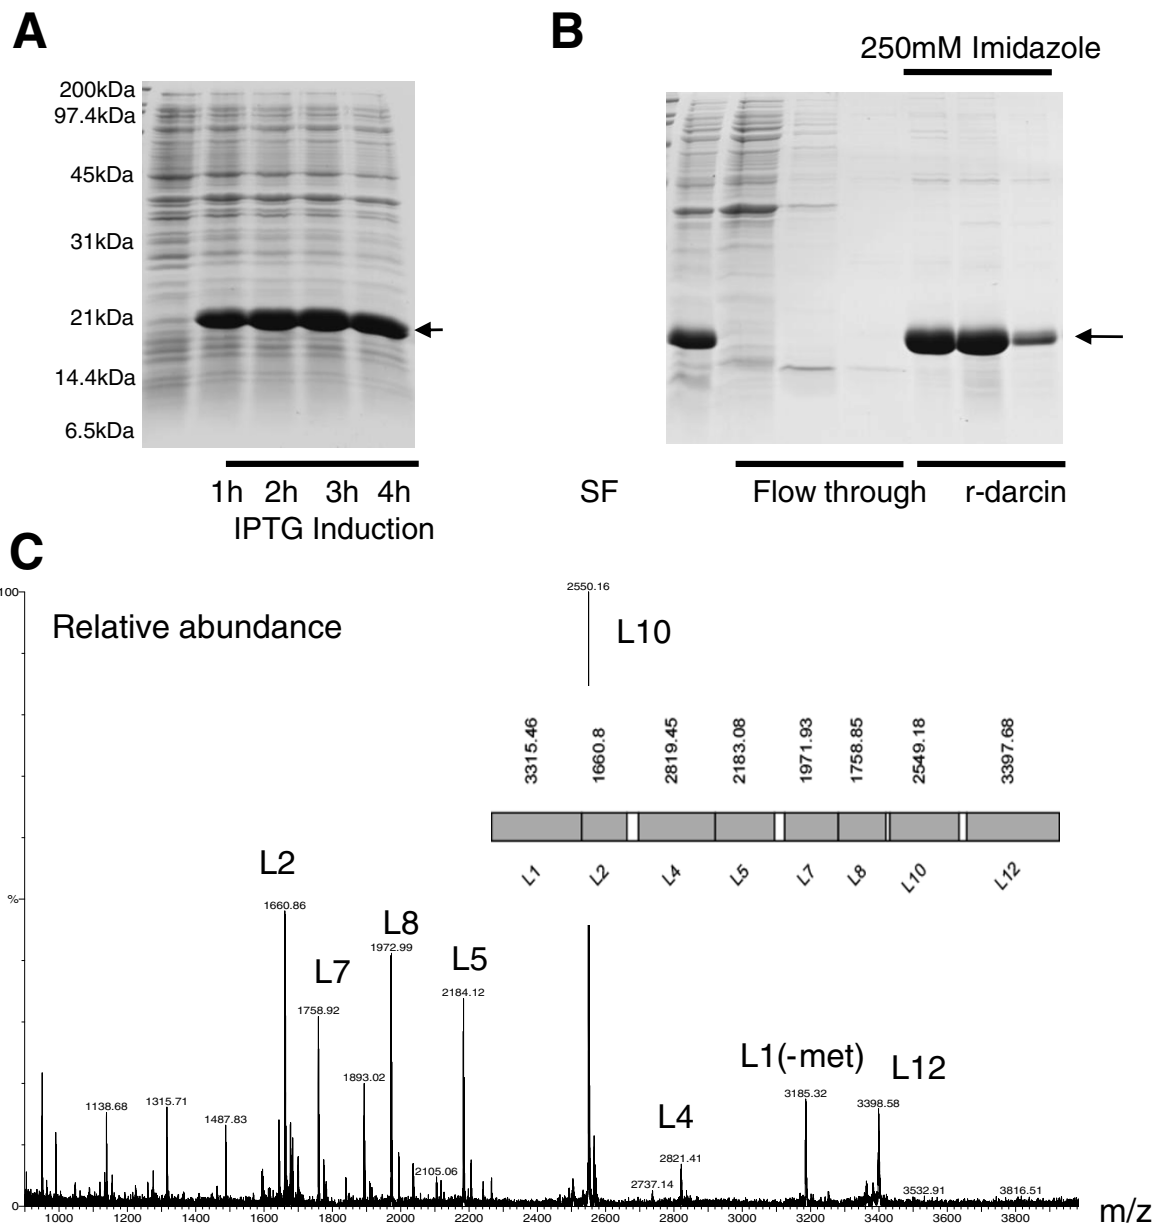 A
200kDa
97.4kDa
45kDa
31kDa
21kDa
14.4kDa
6.5kDa
1h 2h 3h 4h
IPTG Induction
B
250mM Imidazole
SF Flow through r-darcin
C
100
Relative abundance
2550.16
L10
3315.46 1660.8 2819.45 2183.08 1971.93 1758.85 2549.18 3397.68
L1 L2 L4 L5 L7 L8 L10 L12
%
L2
1660.86
L7
1758.92
L8
1972.99
L5
2184.12
1893.02
1138.68
1315.71
1487.83
2105.06
L4
2821.41
2737.14
L1(-met)
3185.32
L12
3398.58
3532.91
3816.51
0
1000 1200 1400 1600 1800 2000 2200 2400 2600 2800 3000 3200 3400 3600 3800
m/z